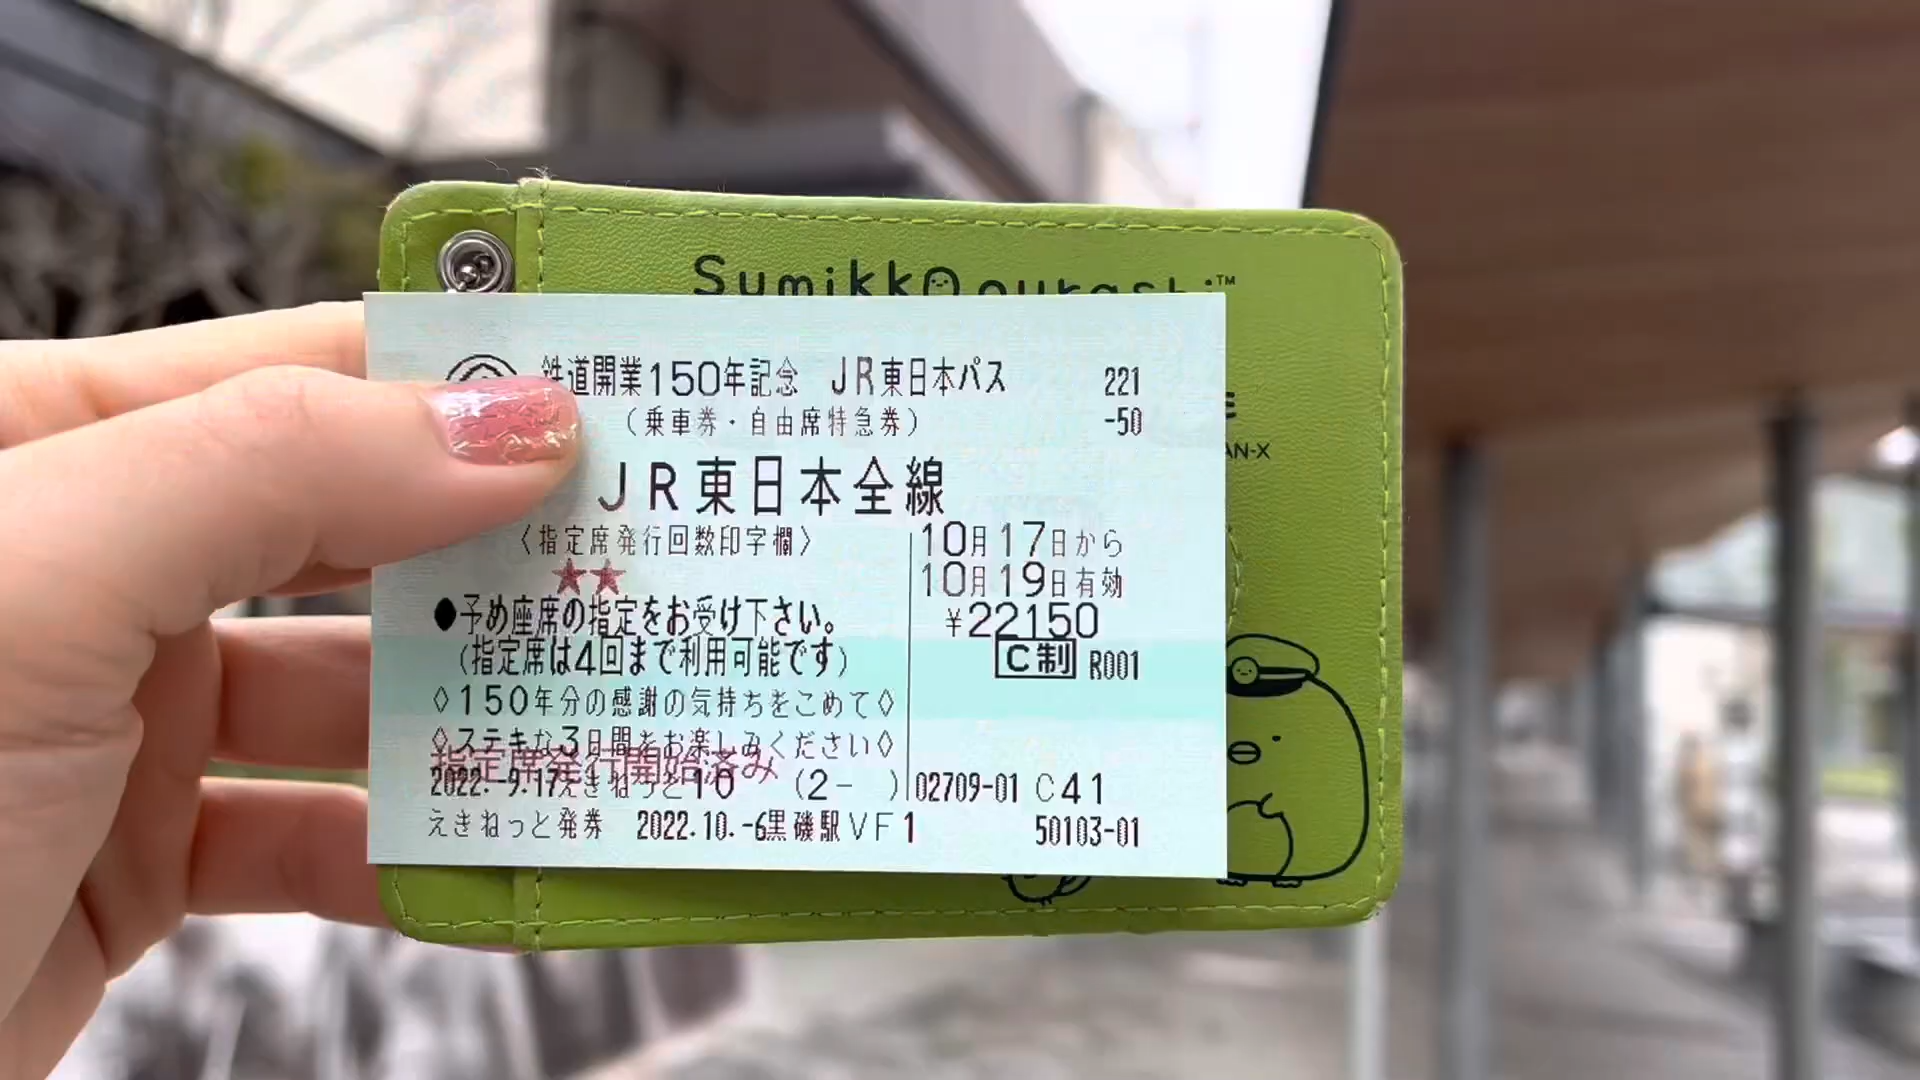 Sumikko gurashi™
鉄道開業150年記念 JR東日本パス 221
(乗車券・自由席特急券) -50
AN-X
JR東日本全線
〈指定席発行回数印字欄〉 10月17日から
★★ 10月19日有効
●予め座席の指定をお受け下さい。 ¥22150
(指定席は4回まで利用可能です) C制 R001
◇150年分の感謝の気持ちをこめて◇
◇ステキな3日間をお楽しみください◇
指定席発行開始済み
2022.-9.17えきねっと10 (2- ) 02709-01 C41
えきねっと発券 2022.10.-6黒磯駅VF1 50103-01